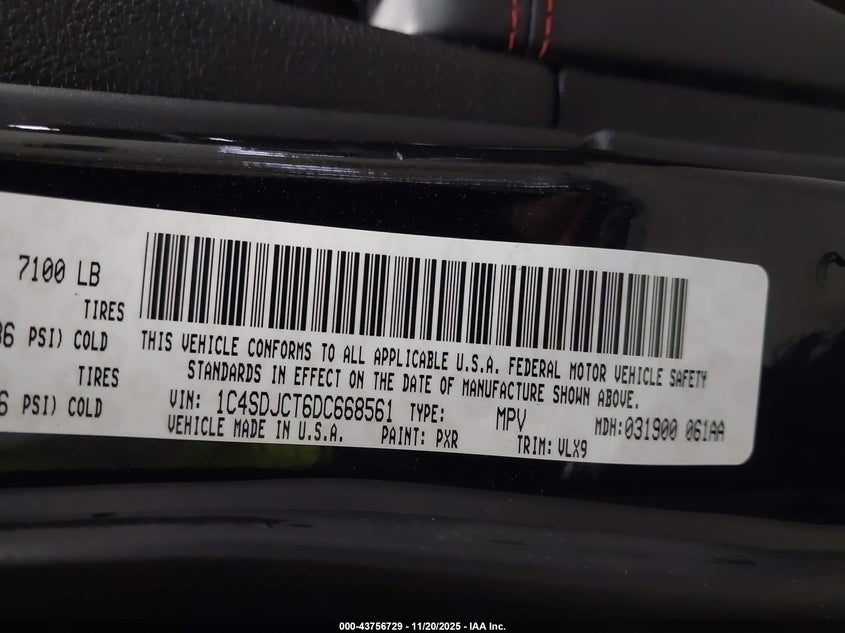 7100 LB
TIRES
36 PSI) COLD
TIRES
6 PSI) COLD
THIS VEHICLE CONFORMS TO ALL APPLICABLE U.S.A. FEDERAL MOTOR VEHICLE SAFETY
STANDARDS IN EFFECT ON THE DATE OF MANUFACTURE SHOWN ABOVE.
VIN: 1C4SDJCT6DC668561 TYPE: MPV MDH:031900 061AA
VEHICLE MADE IN U.S.A. PAINT: PXR TRIM: VLX9
000-43756729 - 11/20/2025 - IAA Inc.